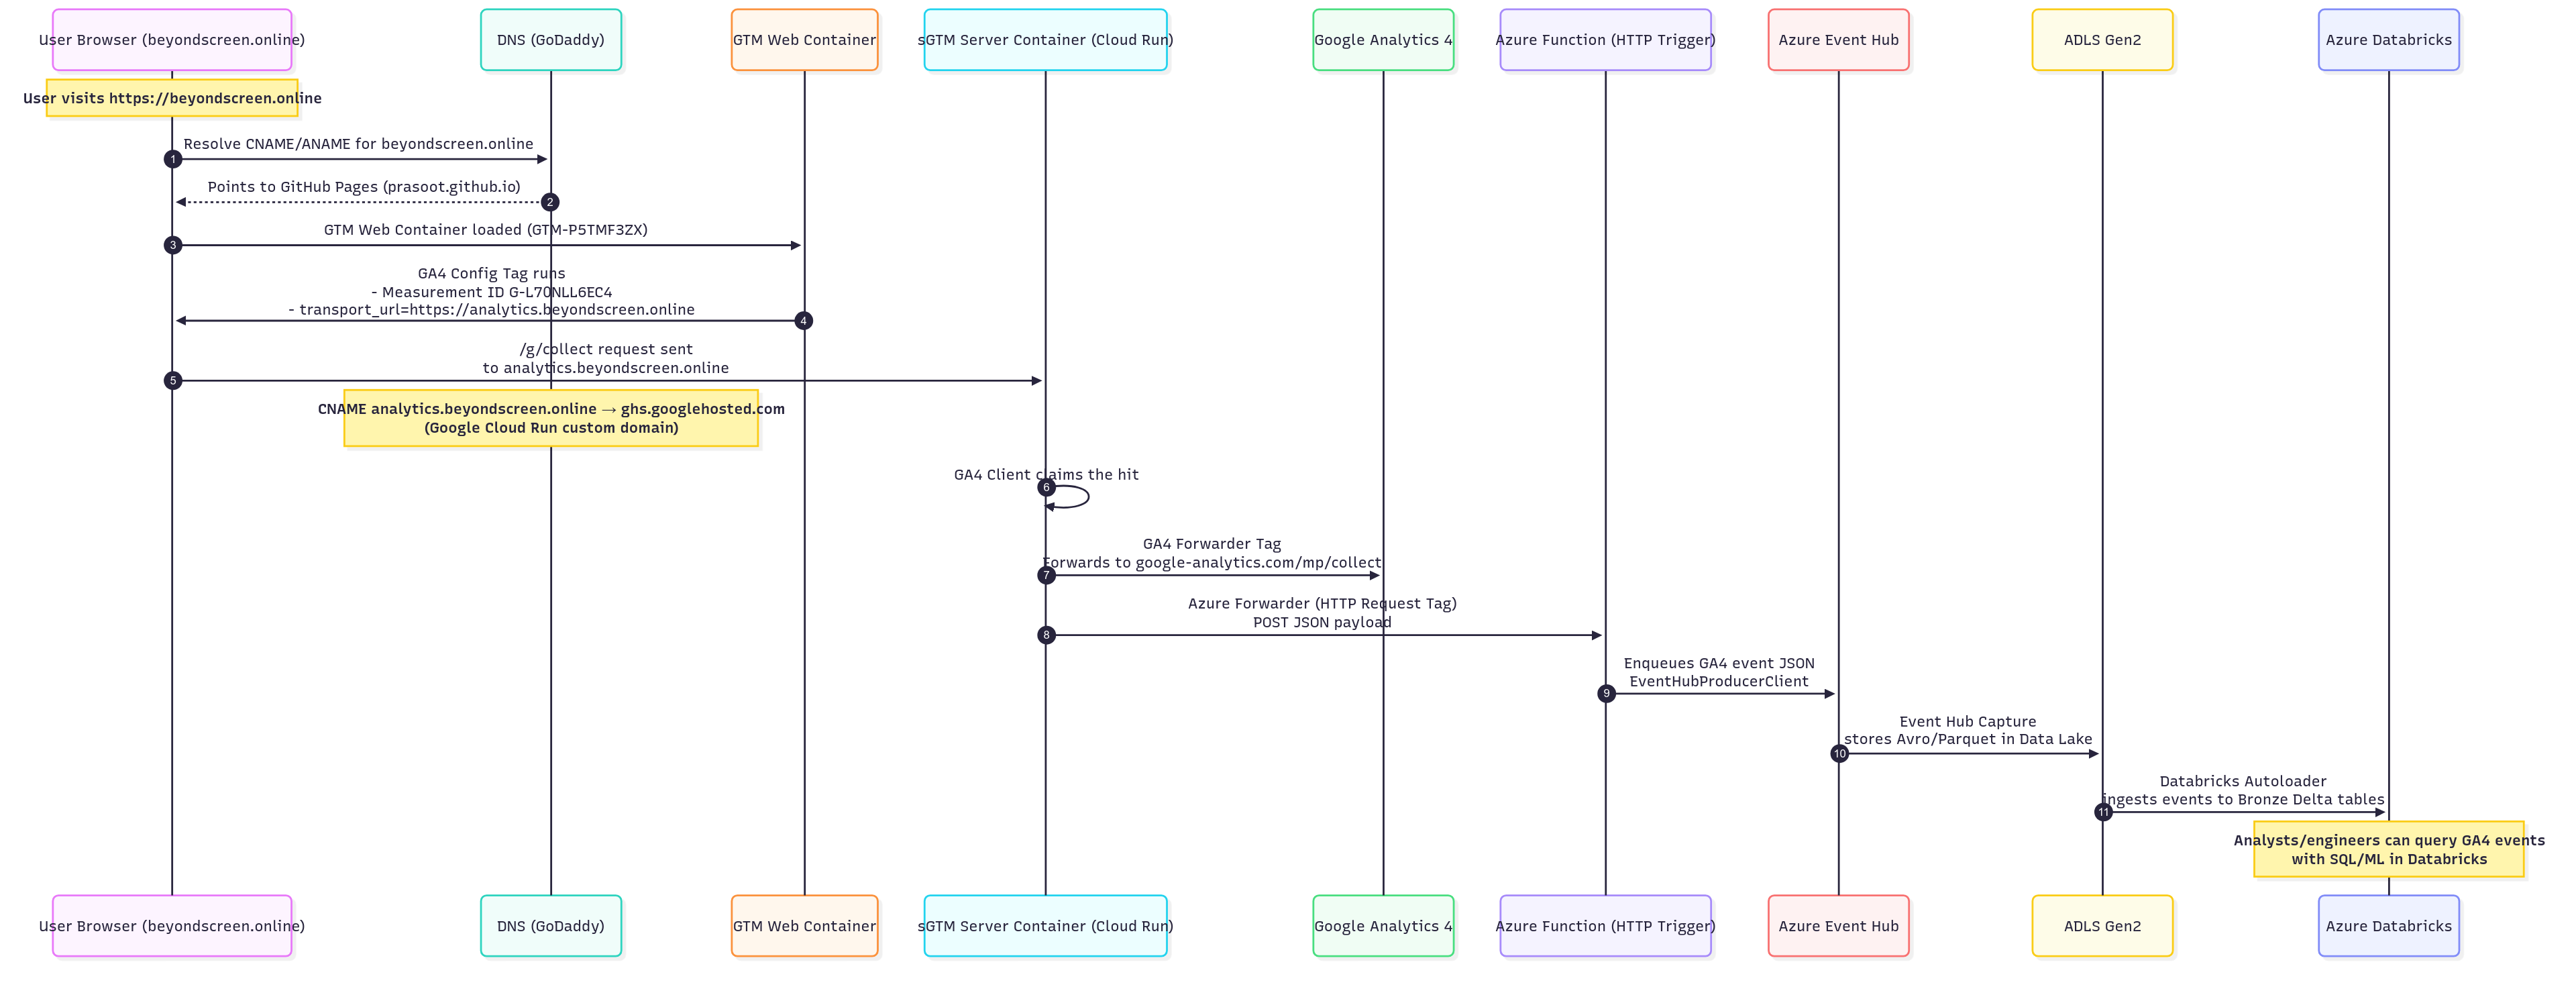 User Browser (beyondscreen.online)
DNS (GoDaddy)
GTM Web Container
sGTM Server Container (Cloud Run)
Google Analytics 4
Azure Function (HTTP Trigger)
Azure Event Hub
ADLS Gen2
Azure Databricks
User visits https://beyondscreen.online
Resolve CNAME/ANAME for beyondscreen.online
1
Points to GitHub Pages (prasoot.github.io)
2
GTM Web Container loaded (GTM-P5TMF3ZX)
3
GA4 Config Tag runs
- Measurement ID G-L70NLL6EC4
- transport_url=https://analytics.beyondscreen.online
4
/g/collect request sent
to analytics.beyondscreen.online
5
CNAME analytics.beyondscreen.online → ghs.googlehosted.com
(Google Cloud Run custom domain)
GA4 Client claims the hit
6
GA4 Forwarder Tag
Forwards to google-analytics.com/mp/collect
7
Azure Forwarder (HTTP Request Tag)
POST JSON payload
8
Enqueues GA4 event JSON
EventHubProducerClient
9
Event Hub Capture
stores Avro/Parquet in Data Lake
10
Databricks Autoloader
ingests events to Bronze Delta tables
11
Analysts/engineers can query GA4 events
with SQL/ML in Databricks
User Browser (beyondscreen.online)
DNS (GoDaddy)
GTM Web Container
sGTM Server Container (Cloud Run)
Google Analytics 4
Azure Function (HTTP Trigger)
Azure Event Hub
ADLS Gen2
Azure Databricks